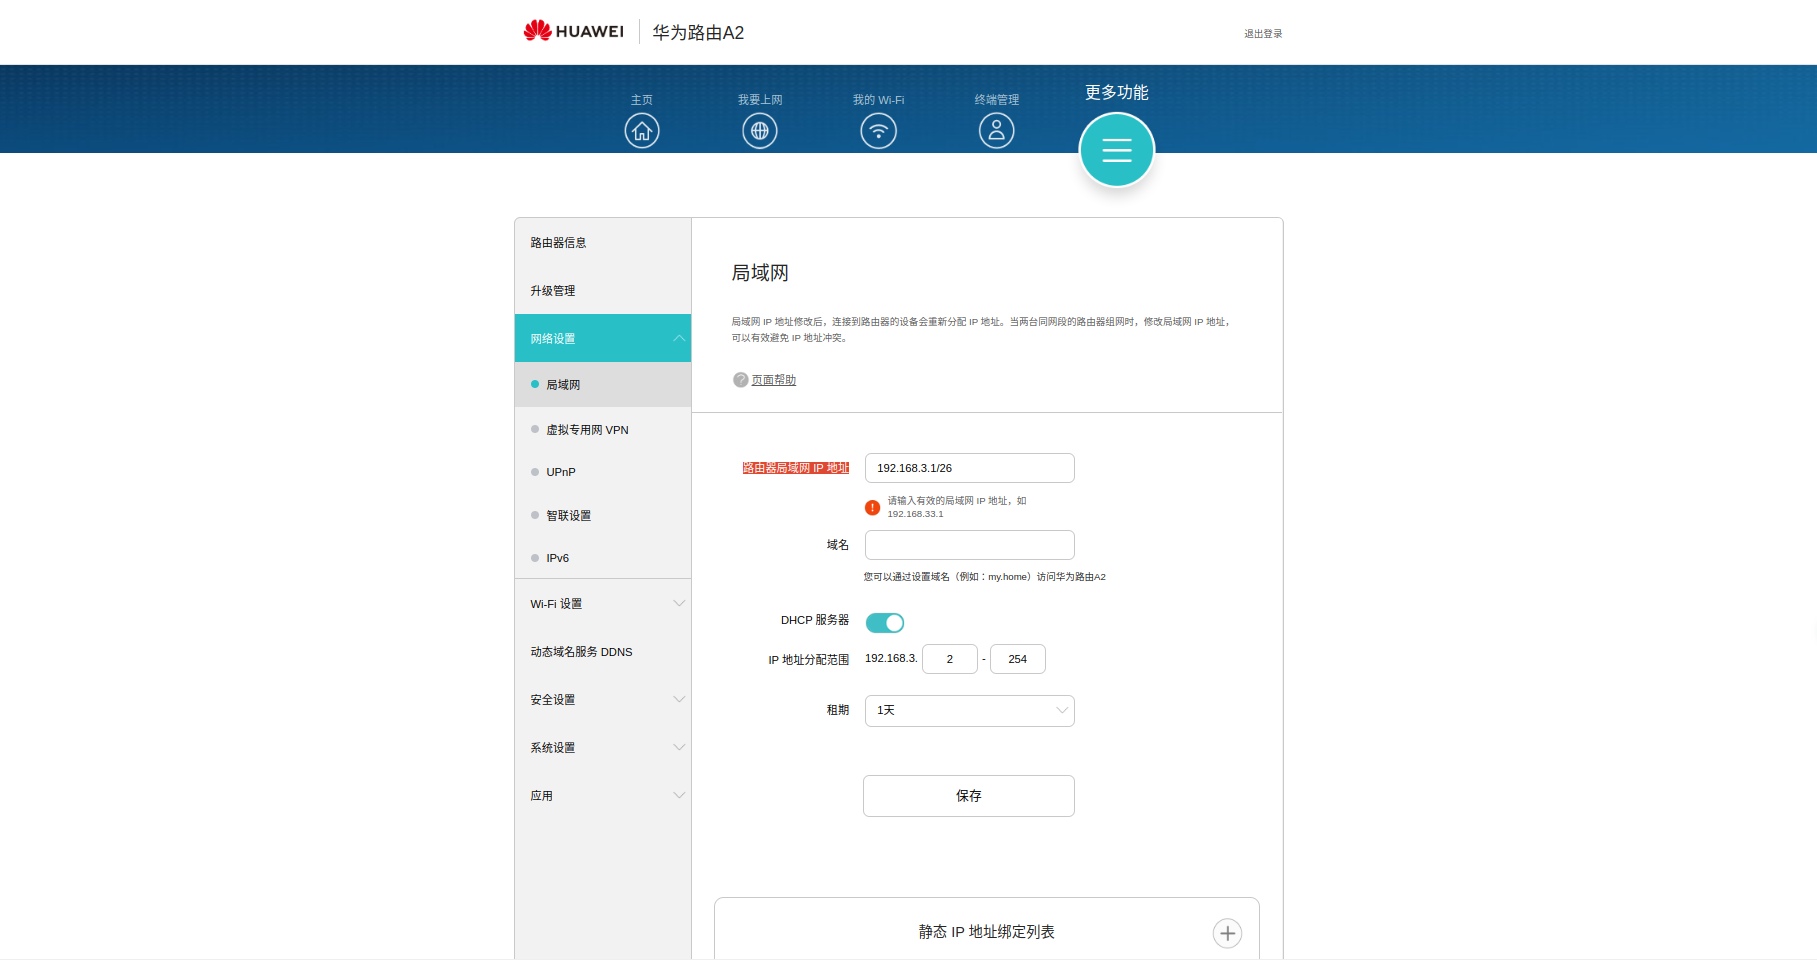 HUAWEI 华为路由A2
退出登录
主页
我要上网
我的 Wi-Fi
终端管理
更多功能
路由器信息
升级管理
网络设置
局域网
虚拟专用网 VPN
UPnP
智联设置
IPv6
Wi-Fi 设置
动态域名服务 DDNS
安全设置
系统设置
应用
局域网
局域网 IP 地址修改后，连接到路由器的设备会重新分配 IP 地址。当两台同网段的路由器组网时，修改局域网 IP 地址，
可以有效避免 IP 地址冲突。
? 页面帮助
路由器局域网 IP 地址 192.168.3.1/26
! 请输入有效的局域网 IP 地址，如
192.168.33.1
域名
您可以通过设置域名（例如：my.home）访问华为路由A2
DHCP 服务器
IP 地址分配范围 192.168.3. 2 - 254
租期 1天
保存
静态 IP 地址绑定列表